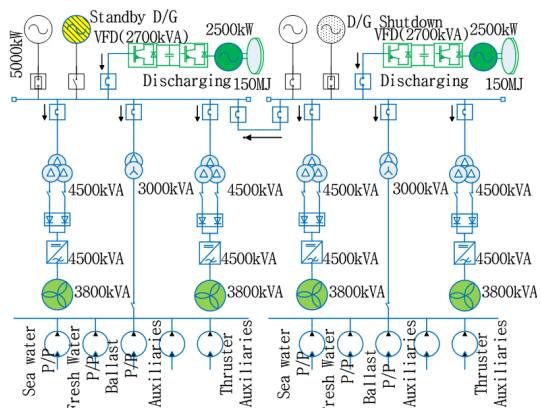 Standby D/G
VFD(2700kVA)
2500kW
5000kW
Discharging
150MJ
D/G Shutdown
VFD(2700kVA)
2500kW
Discharging
150MJ
4500kVA
3000kVA
4500kVA
4500kVA
3000kVA
4500kVA
4500kVA
4500kVA
4500kVA
4500kVA
3800kVA
3800kVA
3800kVA
3800kVA
Sea water
P/P
Fresh Water
P/P
Ballast
P/P
Auxiliaries
Thruster
Auxiliaries
Sea water
P/P
Fresh Water
P/P
Ballast
P/P
Auxiliaries
Thruster
Auxiliaries